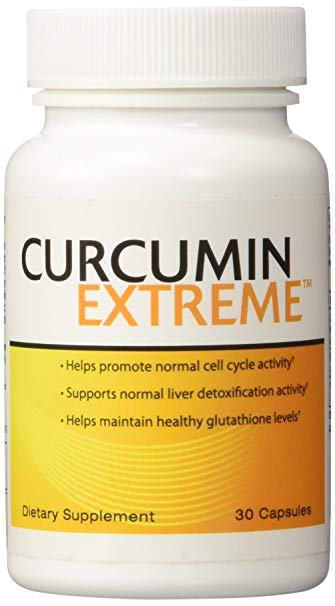 CURCUMIN
EXTREME™
• Helps promote normal cell cycle activity†
• Supports normal liver detoxification activity†
• Helps maintain healthy glutathione levels†
Dietary Supplement 30 Capsules